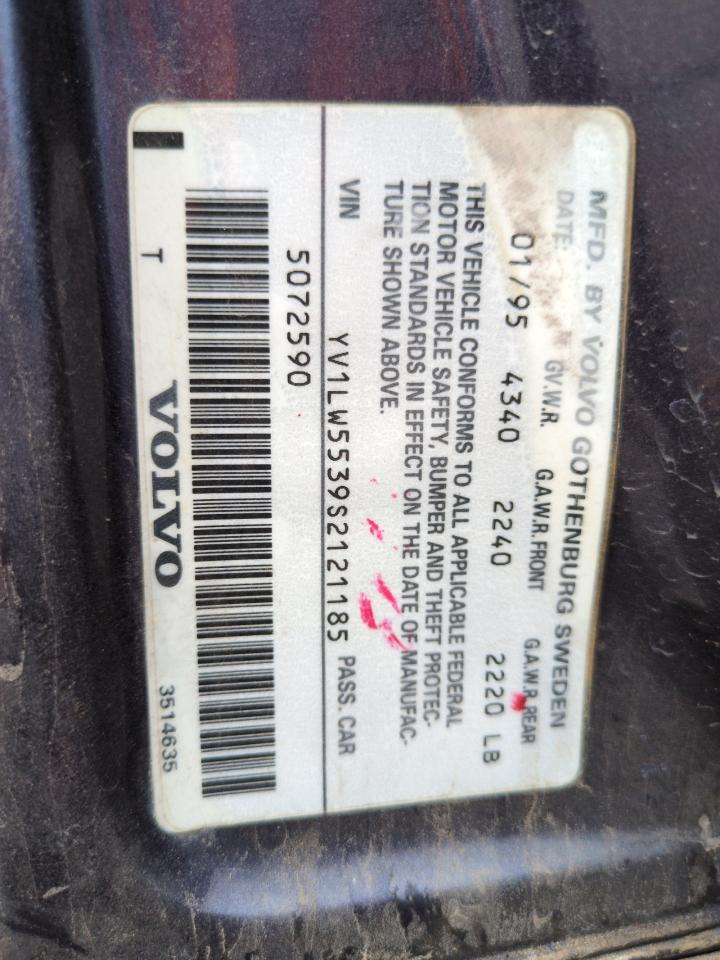 MFD. BY VOLVO GOTHENBURG SWEDEN
DATE: G.V.W.R. G.A.W.R. FRONT G.A.W.R. REAR
01/95 4340 2240 2220 LB
THIS VEHICLE CONFORMS TO ALL APPLICABLE FEDERAL
MOTOR VEHICLE SAFETY, BUMPER AND THEFT PROTEC-
TION STANDARDS IN EFFECT ON THE DATE OF MANUFAC-
TURE SHOWN ABOVE.
VIN YV1LW5539S2121185 PASS. CAR
5072590
T VOLVO 3514635